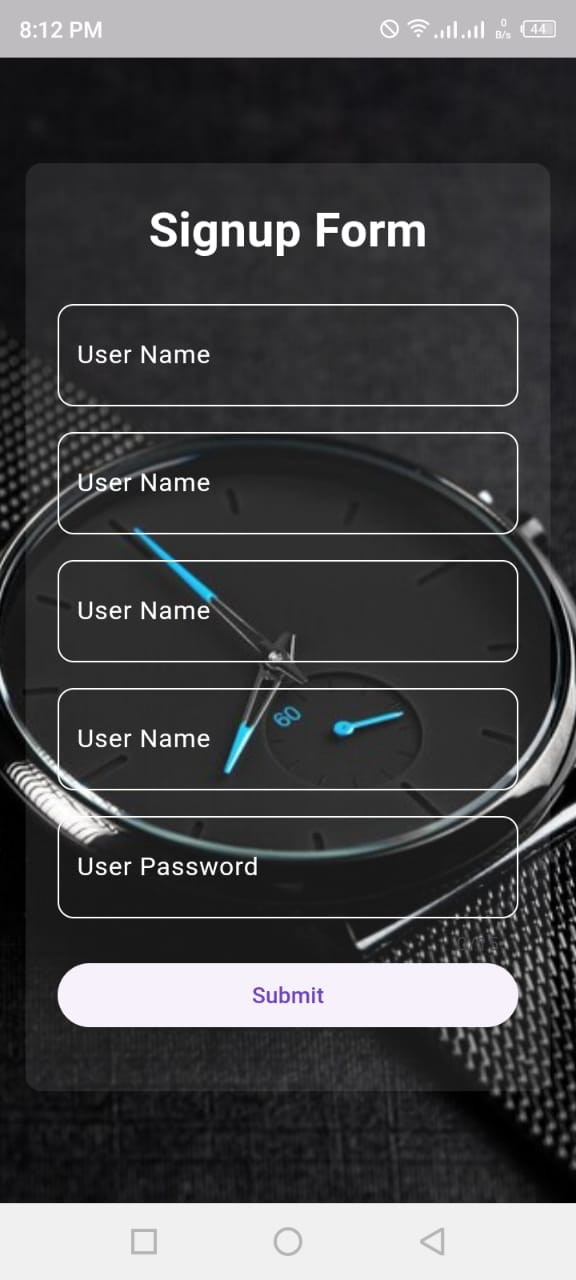 8:12 PM
0
B/s
44
Signup Form
User Name
User Name
User Name
User Name
60
User Password
Submit